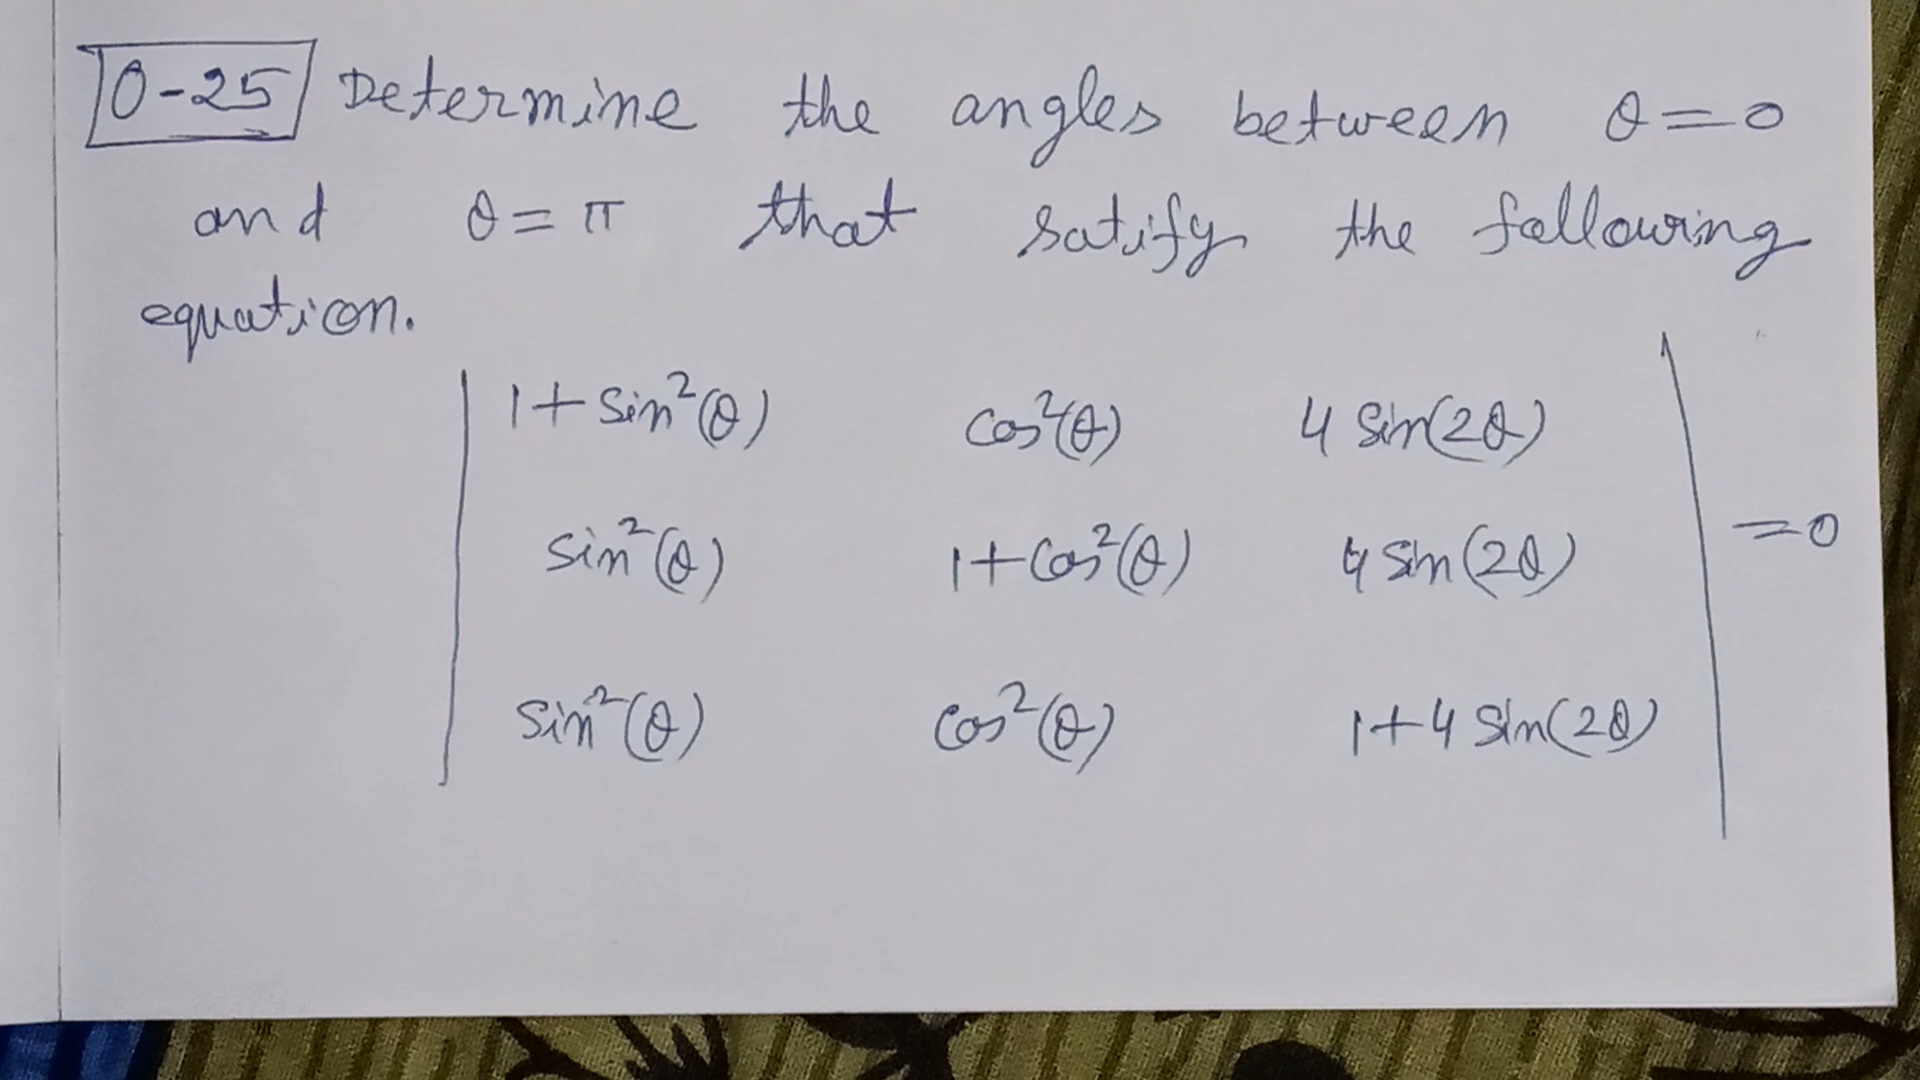 Q-25 Determine the angles between θ=0
and θ=π that satify the following
equation.
| 1+sin²(θ) cos²(θ) 4 sin(2θ) |
| sin²(θ) 1+cos²(θ) 4 sin(2θ) | =0
| sin²(θ) cos²(θ) 1+4 sin(2θ) |